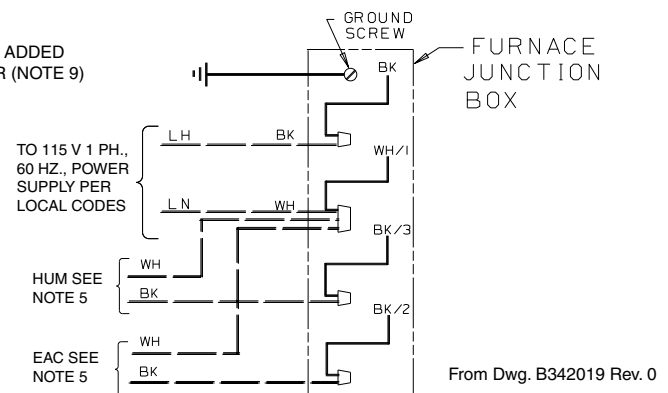 GROUND
SCREW
ADDED
R (NOTE 9)
BK
FURNACE
JUNCTION
BOX
TO 115 V 1 PH.,
60 HZ., POWER
SUPPLY PER
LOCAL CODES
LH
BK
WH/1
LN
WH
BK/3
HUM SEE
NOTE 5
WH
BK
BK/2
EAC SEE
NOTE 5
WH
BK
From Dwg. B342019 Rev. 0